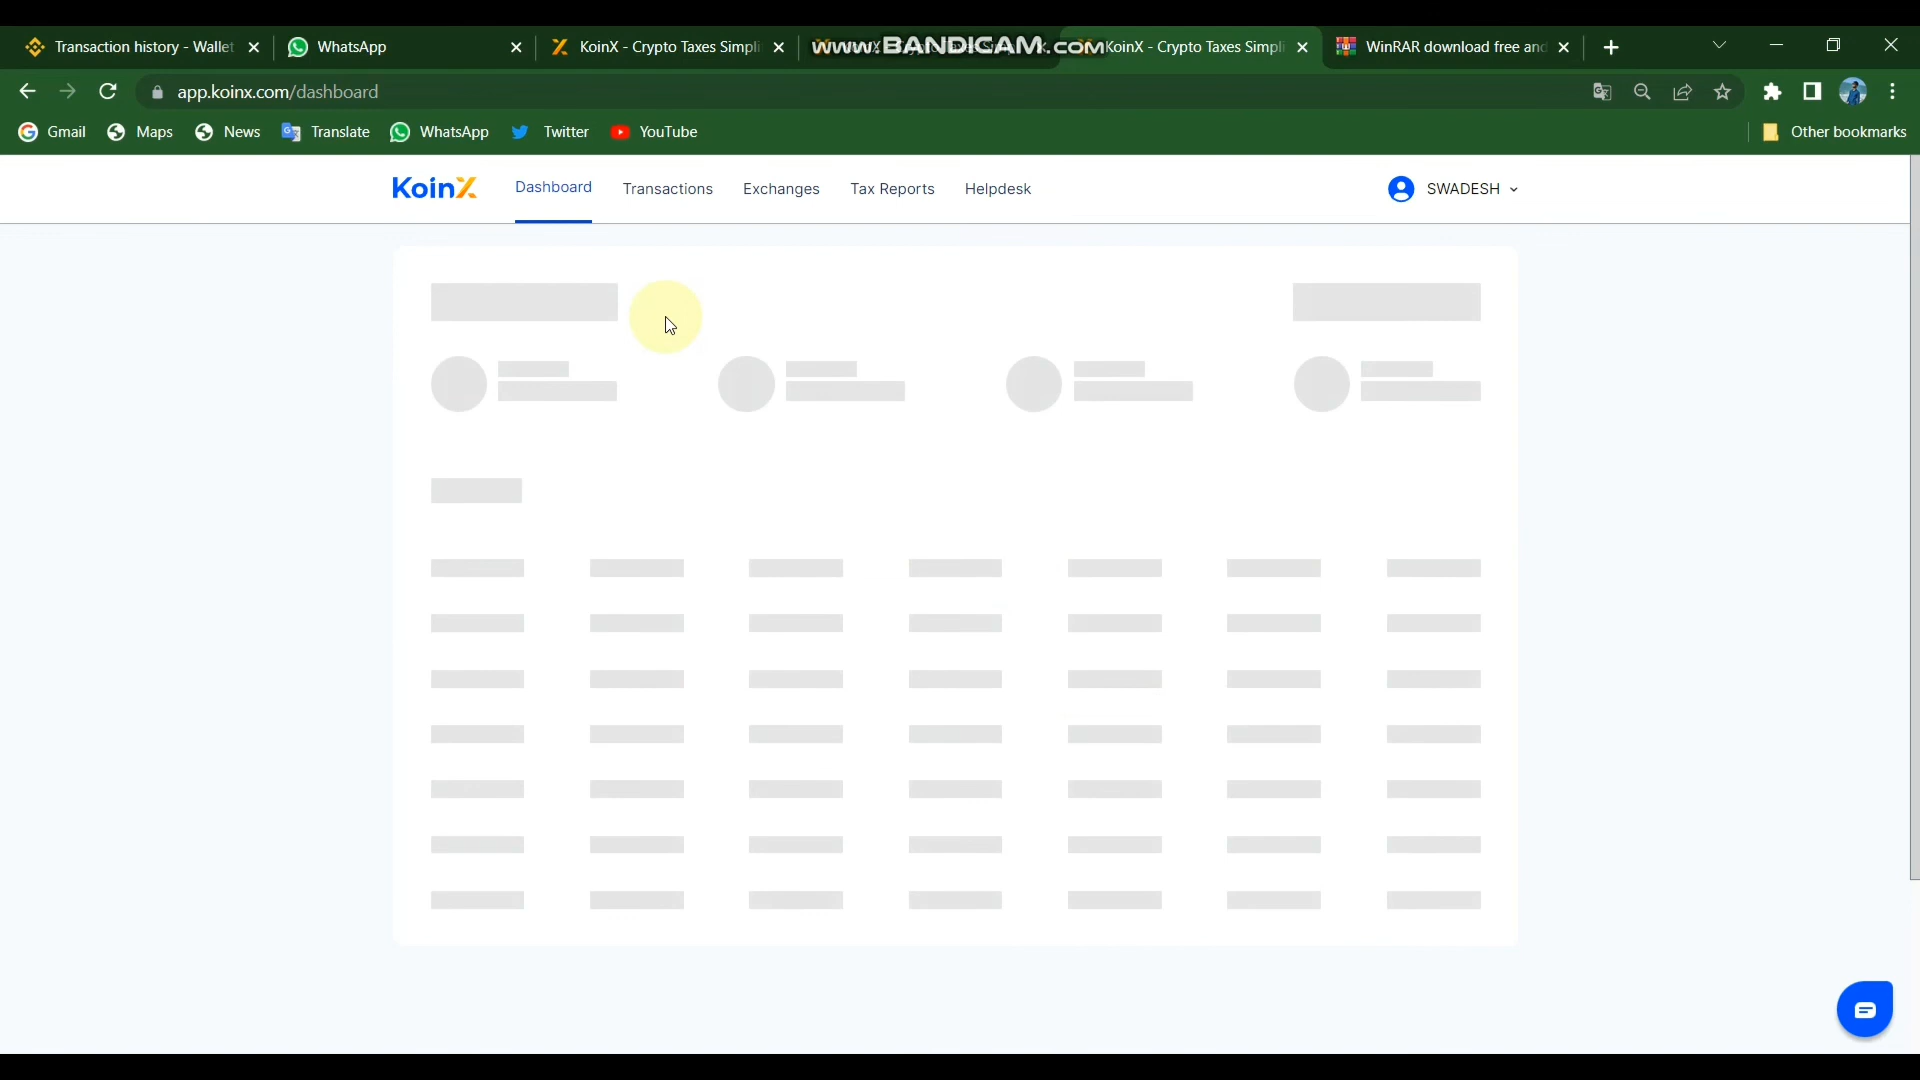 Transaction history - Wallet
WhatsApp
KoinX - Crypto Taxes Simpli
www.BANDICAM.com
KoinX - Crypto Taxes Simpli
WinRAR download free and
app.koinx.com/dashboard
Gmail
Maps
News
Translate
WhatsApp
Twitter
YouTube
Other bookmarks
KoinX
Dashboard
Transactions
Exchanges
Tax Reports
Helpdesk
SWADESH